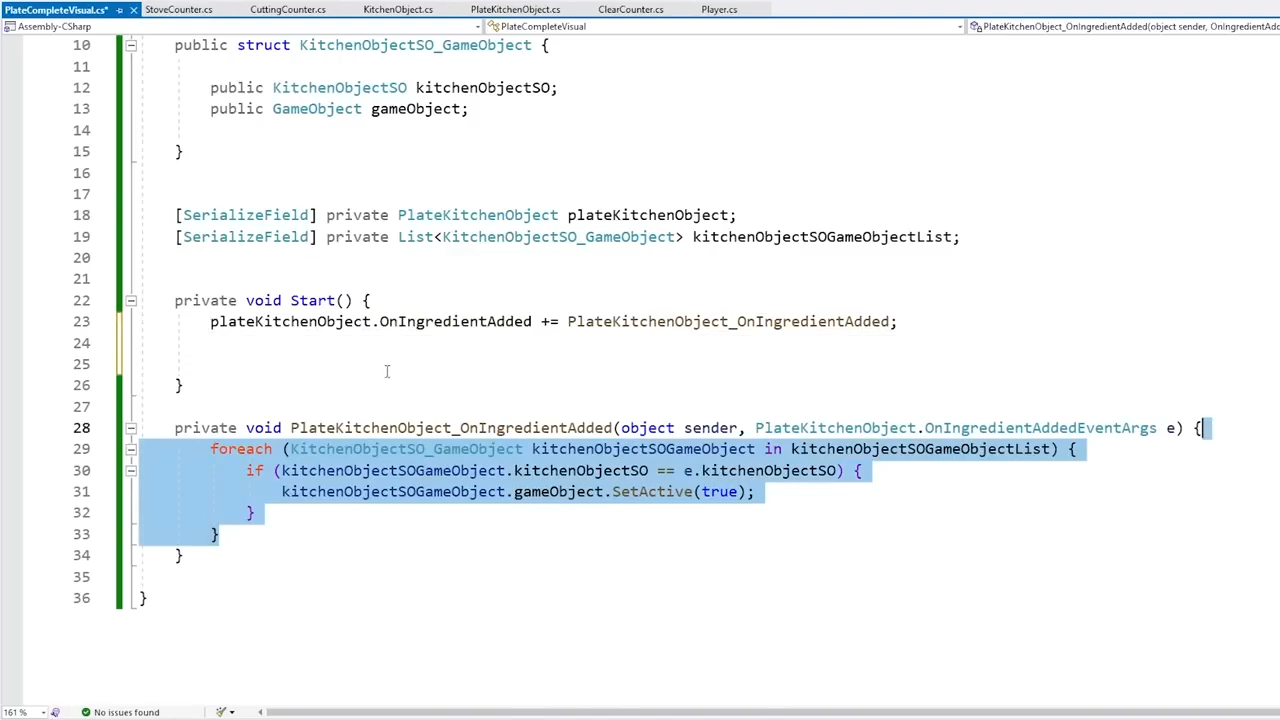 PlateCompleteVisual.cs* StoveCounter.cs CuttingCounter.cs KitchenObject.cs PlateKitchenObject.cs ClearCounter.cs Player.cs
Assembly-CSharp PlateCompleteVisual PlateKitchenObject_OnIngredientAdded(object sender, OnIngredientAdd
10 public struct KitchenObjectSO_GameObject {
11
12 public KitchenObjectSO kitchenObjectSO;
13 public GameObject gameObject;
14
15 }
16
17
18 [SerializeField] private PlateKitchenObject plateKitchenObject;
19 [SerializeField] private List<KitchenObjectSO_GameObject> kitchenObjectSOGameObjectList;
20
21
22 private void Start() {
23 plateKitchenObject.OnIngredientAdded += PlateKitchenObject_OnIngredientAdded;
24
25
26 }
27
28 private void PlateKitchenObject_OnIngredientAdded(object sender, PlateKitchenObject.OnIngredientAddedEventArgs e) {
29 foreach (KitchenObjectSO_GameObject kitchenObjectSOGameObject in kitchenObjectSOGameObjectList) {
30 if (kitchenObjectSOGameObject.kitchenObjectSO == e.kitchenObjectSO) {
31 kitchenObjectSOGameObject.gameObject.SetActive(true);
32 }
33 }
34 }
35
36 }
161 % No issues found